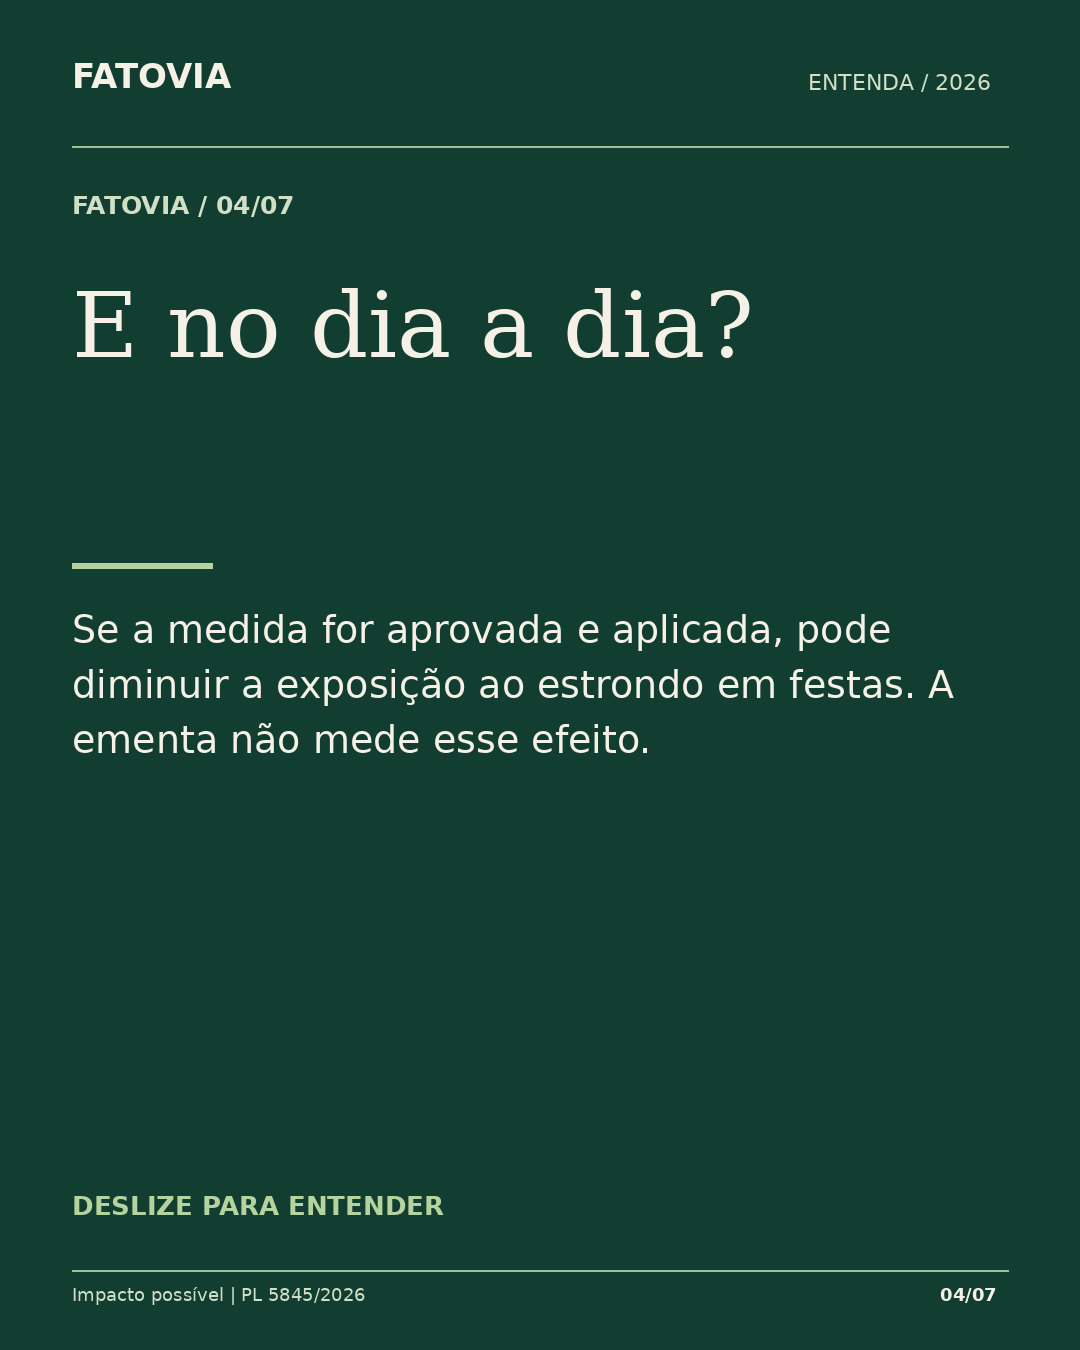 FATOVIA
ENTENDA / 2026
FATOVIA / 04/07
E no dia a dia?
Se a medida for aprovada e aplicada, pode
diminuir a exposição ao estrondo em festas. A
ementa não mede esse efeito.
DESLIZE PARA ENTENDER
Impacto possível | PL 5845/2026
04/07